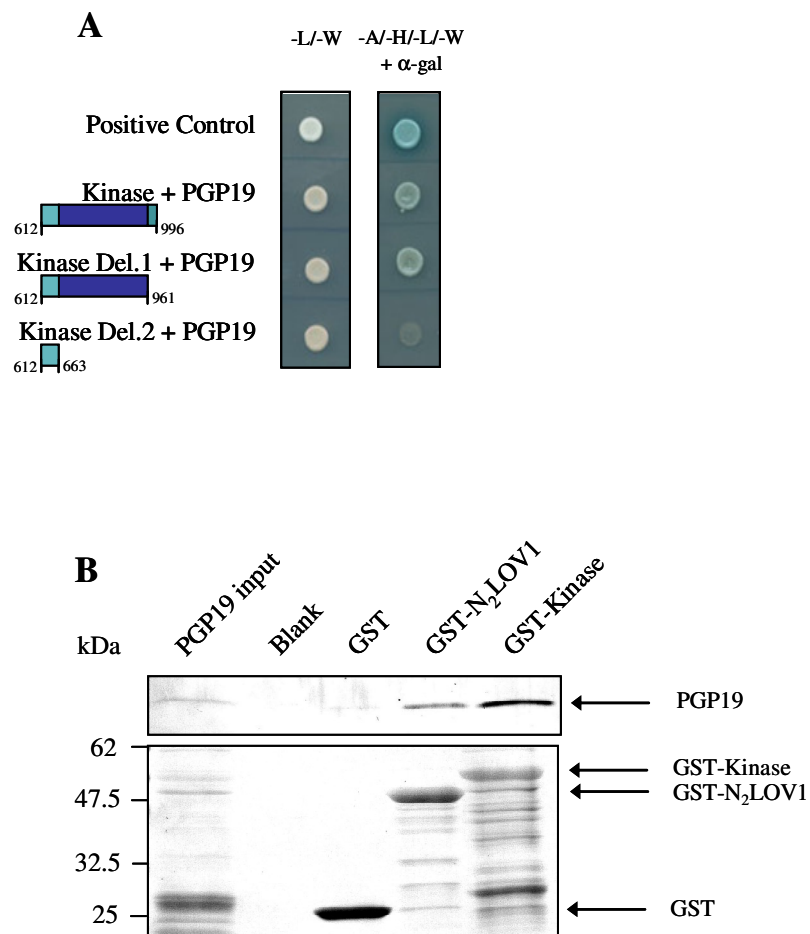 A
-L/-W
-A/-H/-L/-W
+ α-gal
Positive Control
Kinase + PGP19
612
996
Kinase Del.1 + PGP19
612
961
Kinase Del.2 + PGP19
612
663
B
kDa
PGP19 input
Blank
GST
GST-N₂LOV1
GST-Kinase
PGP19
62
47.5
32.5
25
GST-Kinase
GST-N₂LOV1
GST